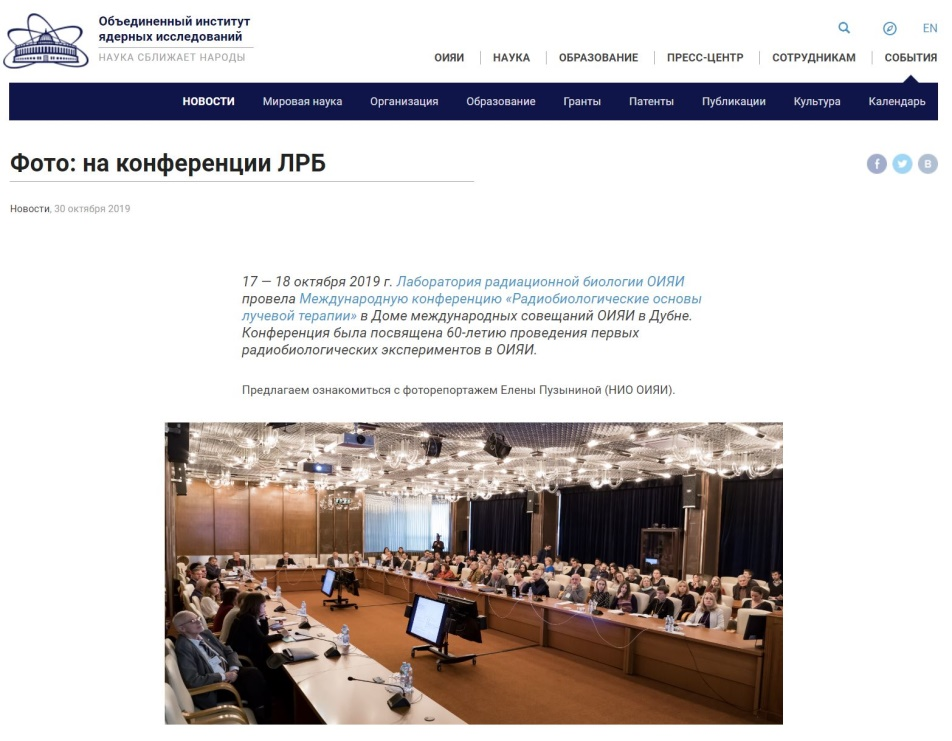 Объединенный институт
ядерных исследований
НАУКА СБЛИЖАЕТ НАРОДЫ
EN
ОИЯИ
НАУКА
ОБРАЗОВАНИЕ
ПРЕСС-ЦЕНТР
СОТРУДНИКАМ
СОБЫТИЯ
НОВОСТИ
Мировая наука
Организация
Образование
Гранты
Патенты
Публикации
Культура
Календарь
Фото: на конференции ЛРБ
f
B
Новости, 30 октября 2019
17 — 18 октября 2019 г. Лаборатория радиационной биологии ОИЯИ
провела Международную конференцию «Радиобиологические основы
лучевой терапии» в Доме международных совещаний ОИЯИ в Дубне.
Конференция была посвящена 60-летию проведения первых
радиобиологических экспериментов в ОИЯИ.
Предлагаем ознакомиться с фоторепортажем Елены Пузыниной (НИО ОИЯИ).